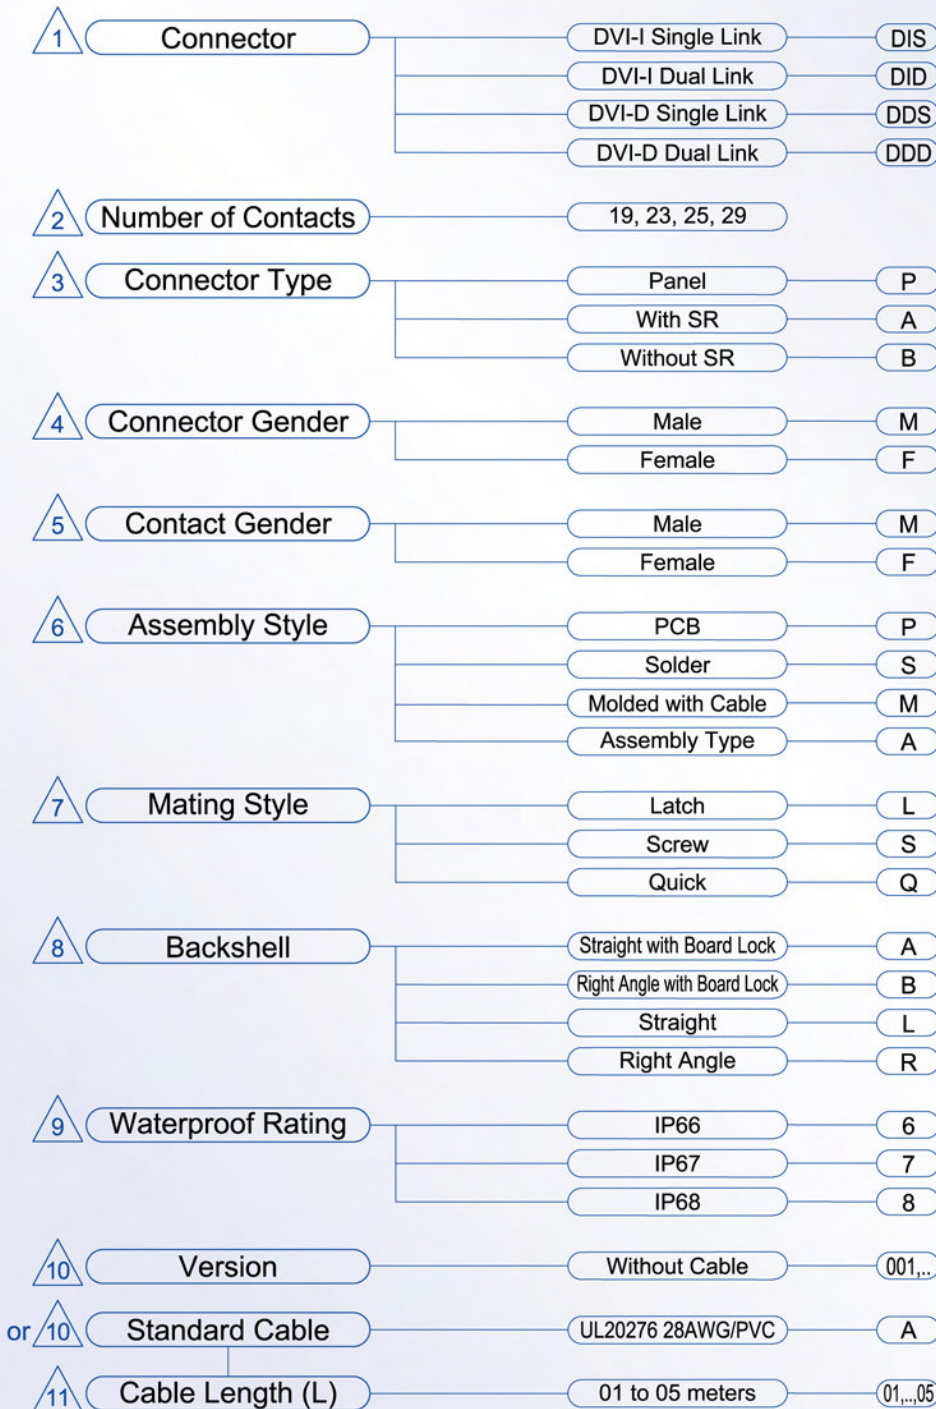 1 Connector DVI-I Single Link DIS
DVI-I Dual Link DID
DVI-D Single Link DDS
DVI-D Dual Link DDD
2 Number of Contacts 19, 23, 25, 29
3 Connector Type Panel P
With SR A
Without SR B
4 Connector Gender Male M
Female F
5 Contact Gender Male M
Female F
6 Assembly Style PCB P
Solder S
Molded with Cable M
Assembly Type A
7 Mating Style Latch L
Screw S
Quick Q
8 Backshell Straight with Board Lock A
Right Angle with Board Lock B
Straight L
Right Angle R
9 Waterproof Rating IP66 6
IP67 7
IP68 8
10 Version Without Cable 001,..
or 10 Standard Cable UL20276 28AWG/PVC A
11 Cable Length (L) 01 to 05 meters 01,..,05